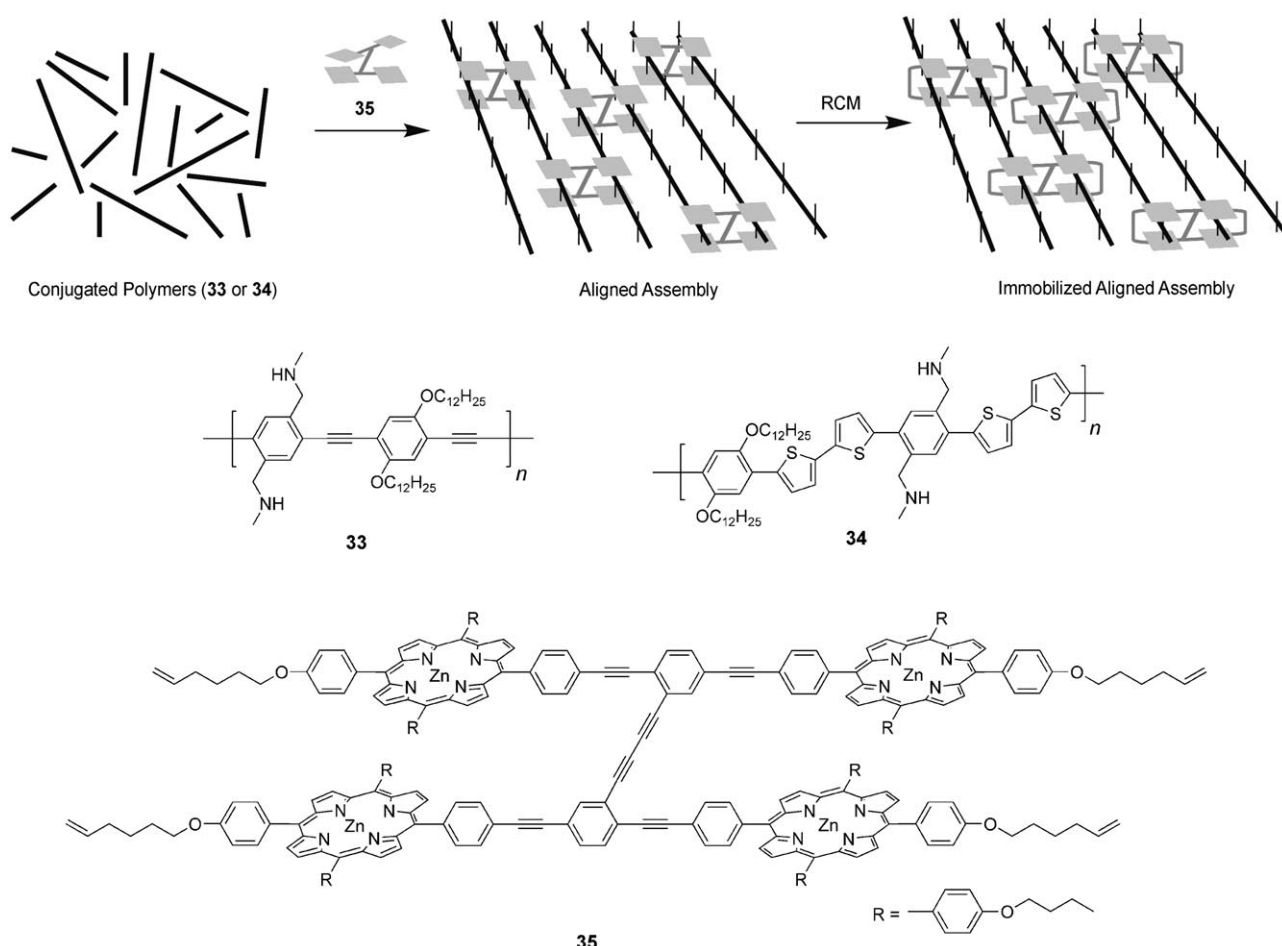 35
RCM
Conjugated Polymers (33 or 34)
Aligned Assembly
Immobilized Aligned Assembly
HN
OC12H25
n
OC12H25
NH
33
HN
OC12H25
S
S
S
S
n
OC12H25
NH
34
R
R
O
N
N
Zn
N
N
N
N
Zn
N
N
O
R
R
R
R
O
N
N
Zn
N
N
N
N
Zn
N
N
O
R
R
R =
O
35